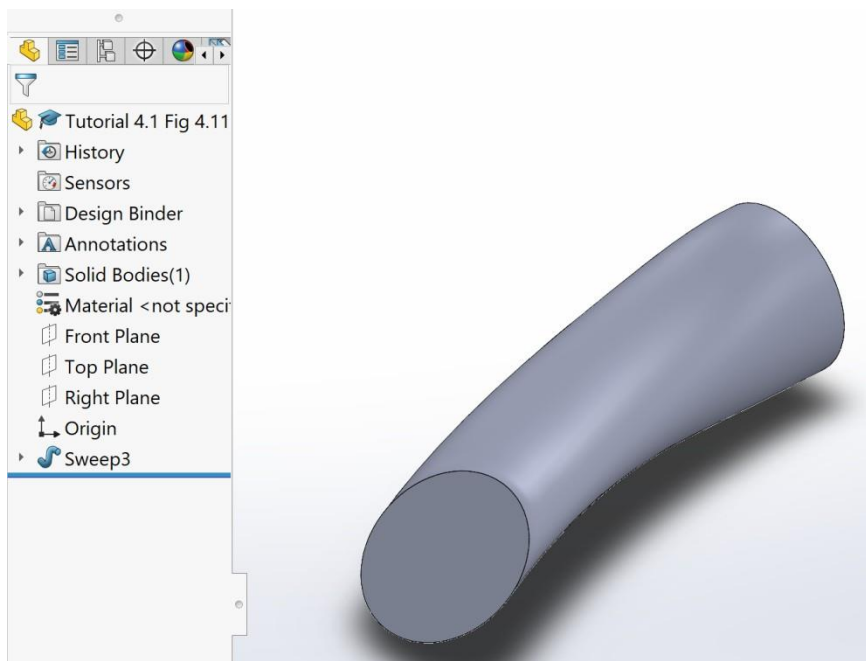 Tutorial 4.1 Fig 4.11
History
Sensors
Design Binder
Annotations
Solid Bodies(1)
Material <not speci
Front Plane
Top Plane
Right Plane
Origin
Sweep3